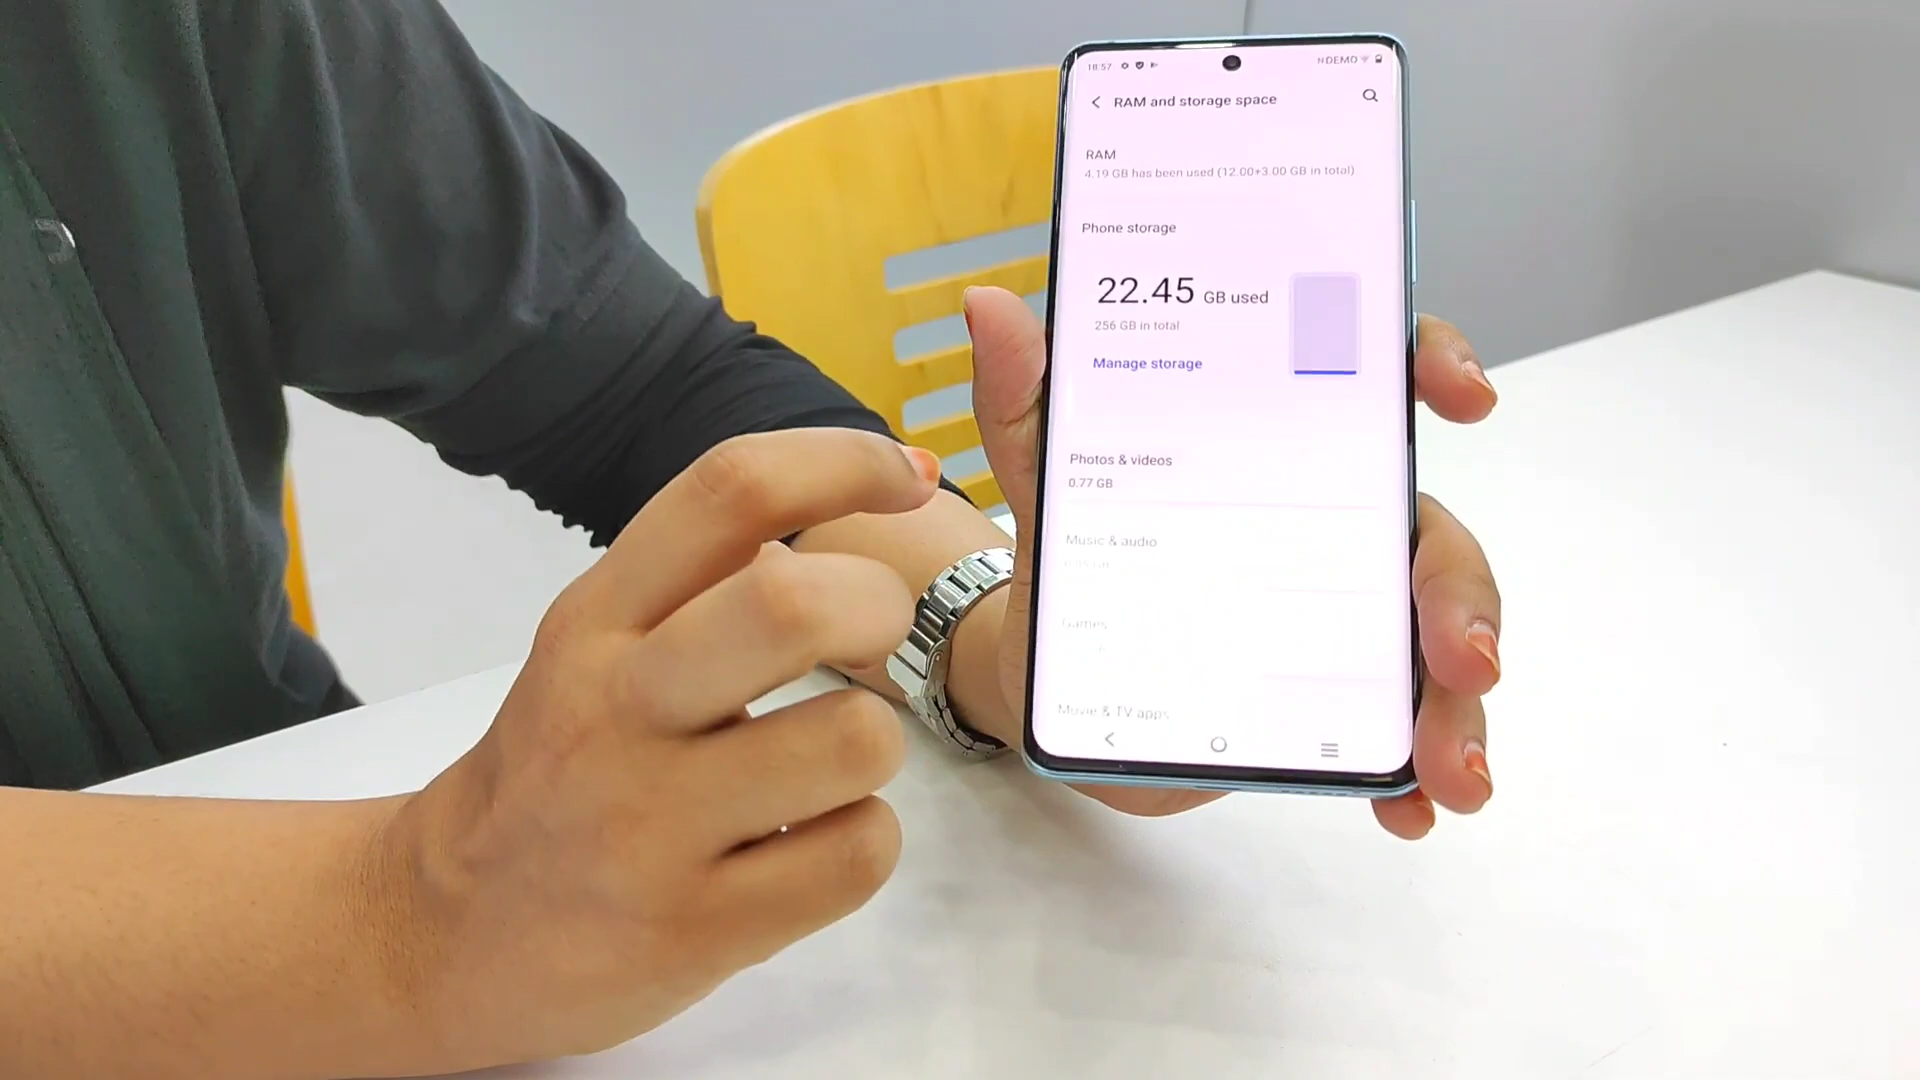 18:57
DEMO
RAM and storage space
RAM
4.19 GB has been used (12.00+3.00 GB in total)
Phone storage
22.45 GB used
256 GB in total
Manage storage
Photos & videos
0.77 GB
Music & audio
Games
Movie & TV apps